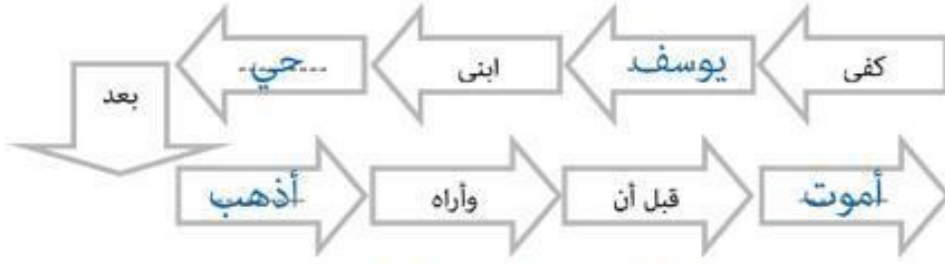 كفى يوسف ابنى حي
بعد
أذهب وأراه قبل أن أموت